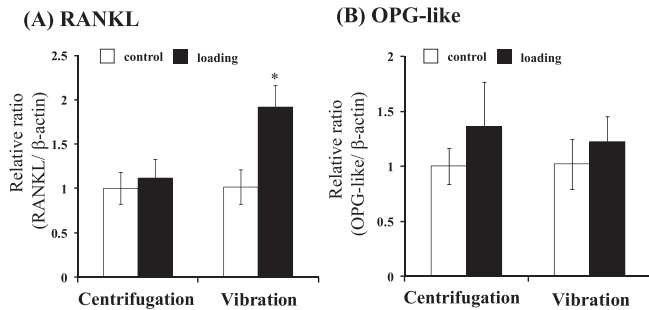 (A) RANKL
control loading
Relative ratio
(RANKL/ β-actin)
2.5
2
1.5
1
0.5
0
*
Centrifugation Vibration
(B) OPG-like
control loading
Relative ratio
(OPG-like/ β-actin)
2
1.5
1
0.5
0
Centrifugation Vibration